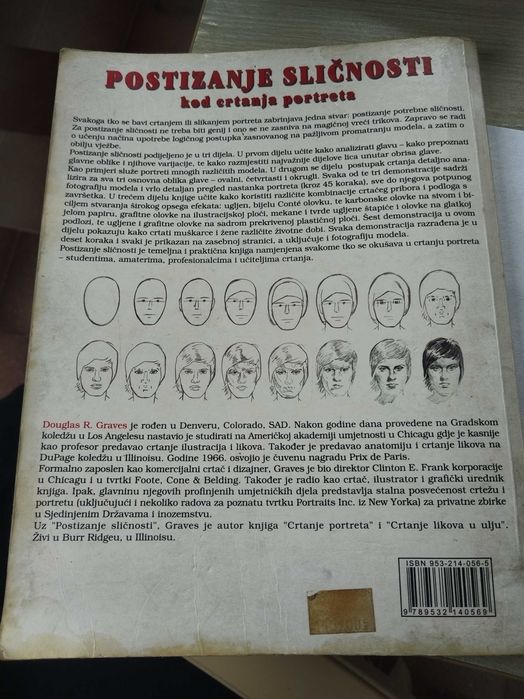 POSTIZANJE SLIČNOSTI
kod crtanja portreta
Svakoga tko se bavi crtanjem ili slikanjem portreta zabrinjava jedna stvar: postizanje potrebne sličnosti.
Za postizanje sličnosti ne treba biti genij i ono se ne zasniva na magičnoj vreći trikova. Zapravo se radi
o učenju načina upotrebe logičnog postupka zasnovanog na pažljivom promatranju modela, a zatim o
obilju vježbe.
Postizanje sličnosti podijeljeno je u tri dijela. U prvom dijelu učite kako analizirati glavu – kako prepoznati
glavne oblike i njihove varijacije, te kako razmjestiti najvažnije dijelove lica unutar obrisa glave.
Kao primjeri služe portreti mnogih različitih modela. U drugom se dijelu postupak crtanja detaljno ana-
lizira za sva tri osnovna oblika glave – ovalni, četvrtasti i okrugli. Svaka od te tri demonstracije sadrži
fotografiju modela i vrlo detaljan pregled nastanka portreta (kroz 45 koraka), sve do njegova potpunog
završetka. U trećem dijelu knjige učite kako koristiti različite kombinacije crtaćeg pribora i podloga s
ciljem stvaranja širokog opsega efekata: ugljen, bijelu Conté olovku, te karbonske olovke na sivom i bi-
jelom papiru, grafitne olovke na ilustracijskoj ploči, mekane i tvrde ugljene štapiće i olovke na glatkoj
podlozi, te ugljene i grafitne olovke na sadrom prekrivenoj plastičnoj ploči. Šest demonstracija u ovom
dijelu pokazuju kako crtati muškarce i žene različite životne dobi. Svaka demonstracija razrađena je u
deset koraka i svaki je prikazan na zasebnoj stranici, a uključuje i fotografiju modela.
Postizanje sličnosti je temeljna i praktična knjiga namjenjena svakome tko se okušava u crtanju portreta
– studentima, amaterima, profesionalcima i učiteljima crtanja.
Douglas R. Graves je rođen u Denveru, Colorado, SAD. Nakon godine dana provedene na Gradskom
koledžu u Los Angelesu nastavio je studirati na Američkoj akademiji umjetnosti u Chicagu gdje je kasnije
kao profesor predavao crtanje ilustracija i likova. Također je predavao anatomiju i crtanje likova na
DuPage koledžu u Illinoisu. Godine 1966. osvojio je čuvenu nagradu Prix de Paris.
Formalno zaposlen kao komercijalni crtač i dizajner, Graves je bio direktor Clinton E. Frank korporacije
u Chicagu i u tvrtki Foote, Cone & Belding. Također je radio kao crtač, ilustrator i grafički urednik
knjiga. Ipak, glavninu njegovih profinjenih umjetničkih djela predstavlja stalna posvećenost crtežu i
portretu (uključujući i nekoliko radova za poznatu tvrtku Portraits Inc. iz New Yorka) za privatne zbirke
u Sjedinjenim Državama i inozemstvu.
Uz "Postizanje sličnosti", Graves je autor knjiga "Crtanje portreta" i "Crtanje likova u ulju".
Živi u Burr Ridgeu, u Illinoisu.
ISBN 953-214-056-5
9 789532 140569